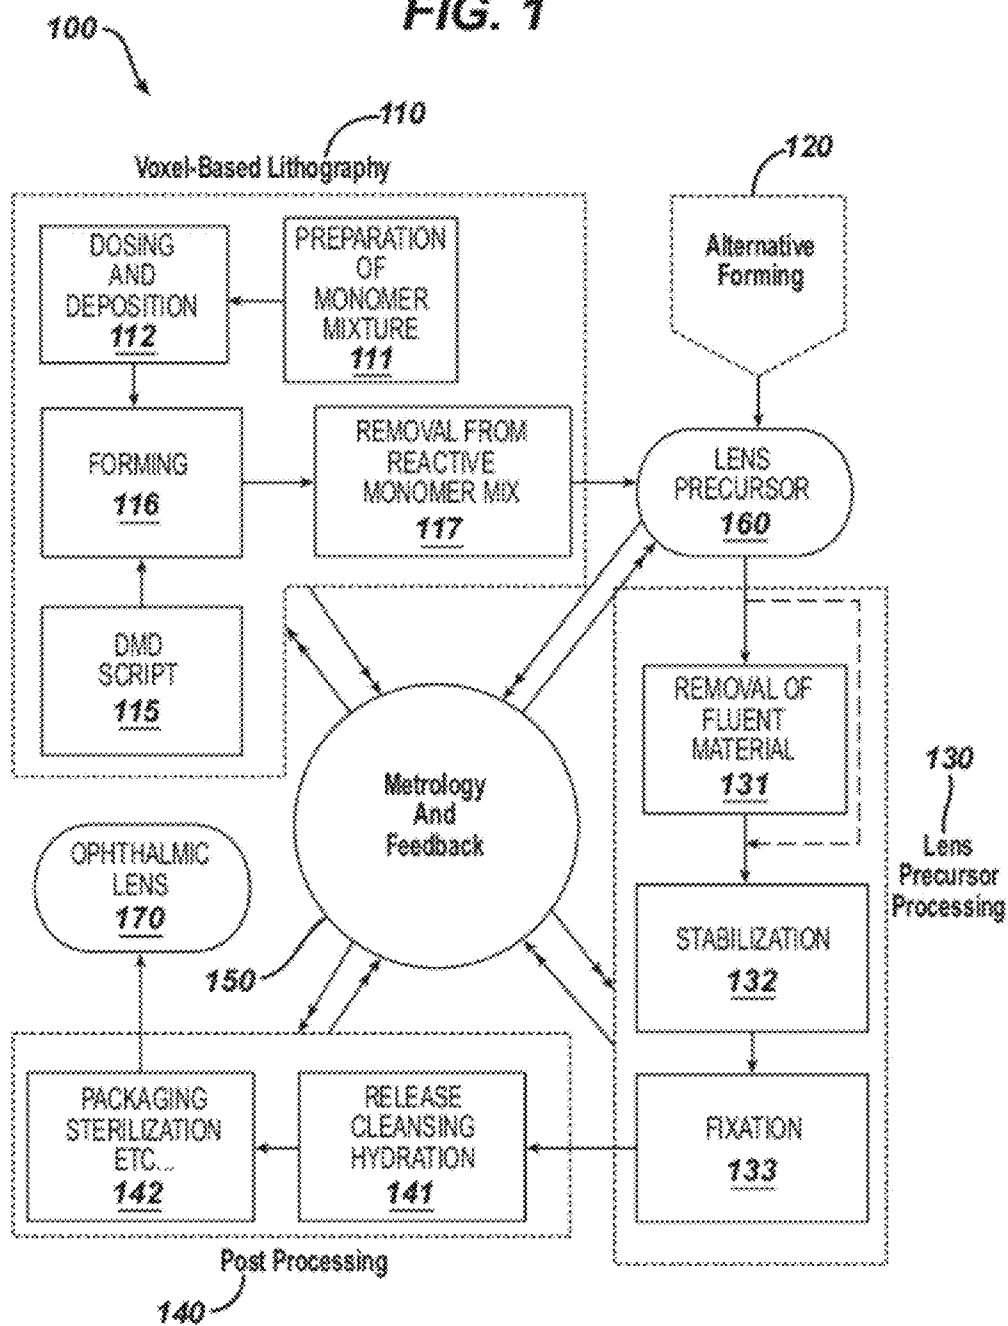 FIG. 1
100
110
Voxel-Based Lithography
120
DOSING
AND
DEPOSITION
112
PREPARATION
OF
MONOMER
MIXTURE
111
Alternative
Forming
FORMING
116
REMOVAL FROM
REACTIVE
MONOMER MIX
117
LENS
PRECURSOR
160
DMD
SCRIPT
115
REMOVAL OF
FLUENT
MATERIAL
131
Metrology
And
Feedback
150
130
Lens
Precursor
Processing
OPHTHALMIC
LENS
170
STABILIZATION
132
PACKAGING
STERILIZATION
ETC...
142
RELEASE
CLEANSING
HYDRATION
141
FIXATION
133
Post Processing
140